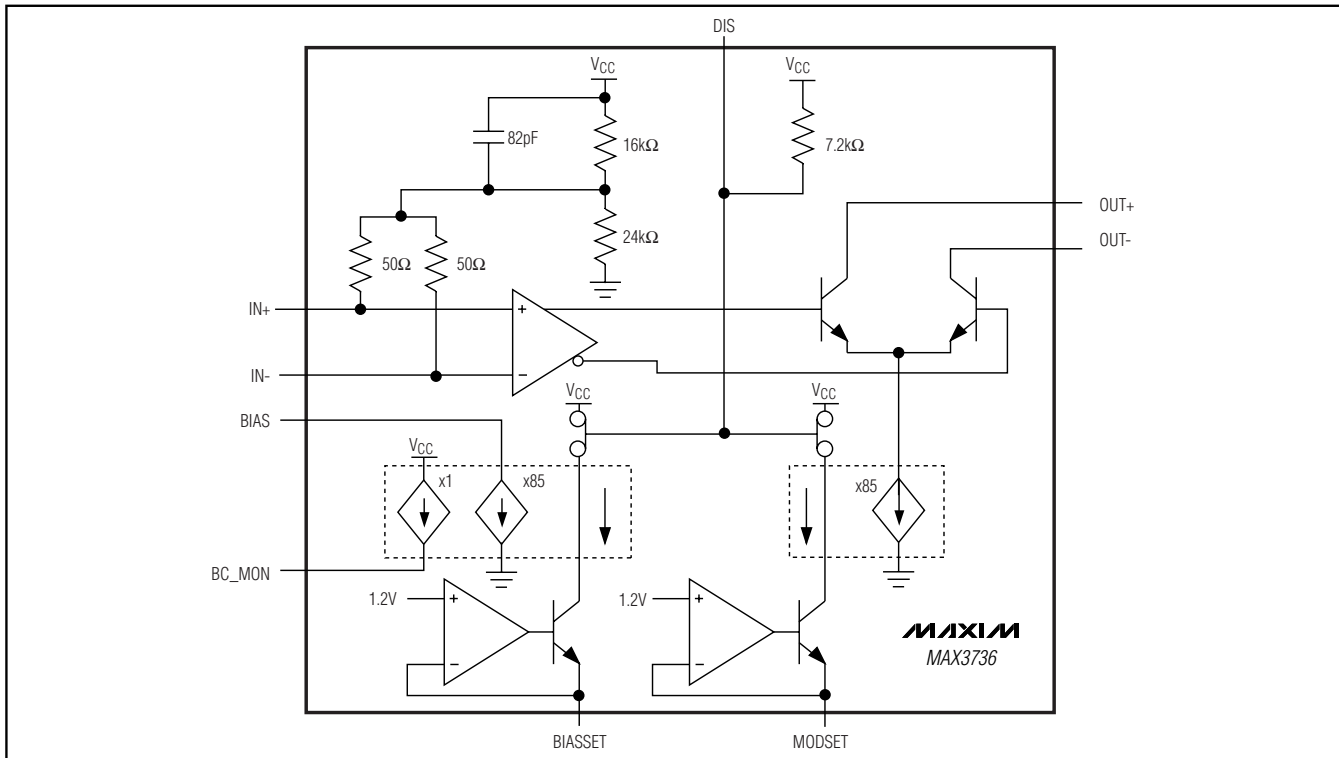 DIS
VCC
VCC
82pF
16kΩ
7.2kΩ
24kΩ
50Ω
50Ω
OUT+
OUT-
IN+
+
IN-
−
VCC
VCC
BIAS
VCC
x1
x85
x85
BC_MON
1.2V
+
1.2V
+
−
−
MAXIM
MAX3736
BIASSET
MODSET